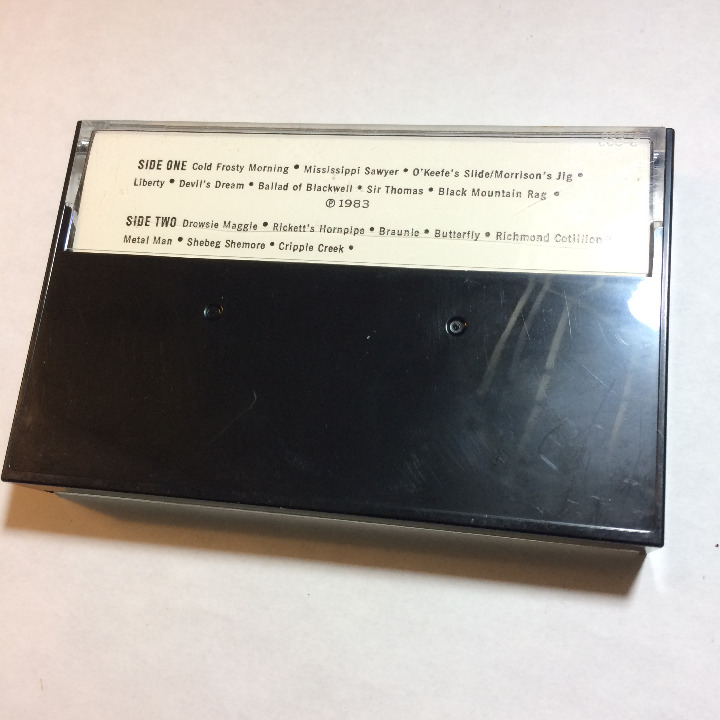 SIDE ONE Cold Frosty Morning • Mississippi Sawyer • O'Keefe's Slide/Morrison's Jig •
Liberty • Devil's Dream • Ballad of Blackwell • Sir Thomas • Black Mountain Rag •
℗ 1983
SIDE TWO Drowsie Maggie • Rickett's Hornpipe • Braunie • Butterfly • Richmond Cotillion •
Metal Man • Shebeg Shemore • Cripple Creek •